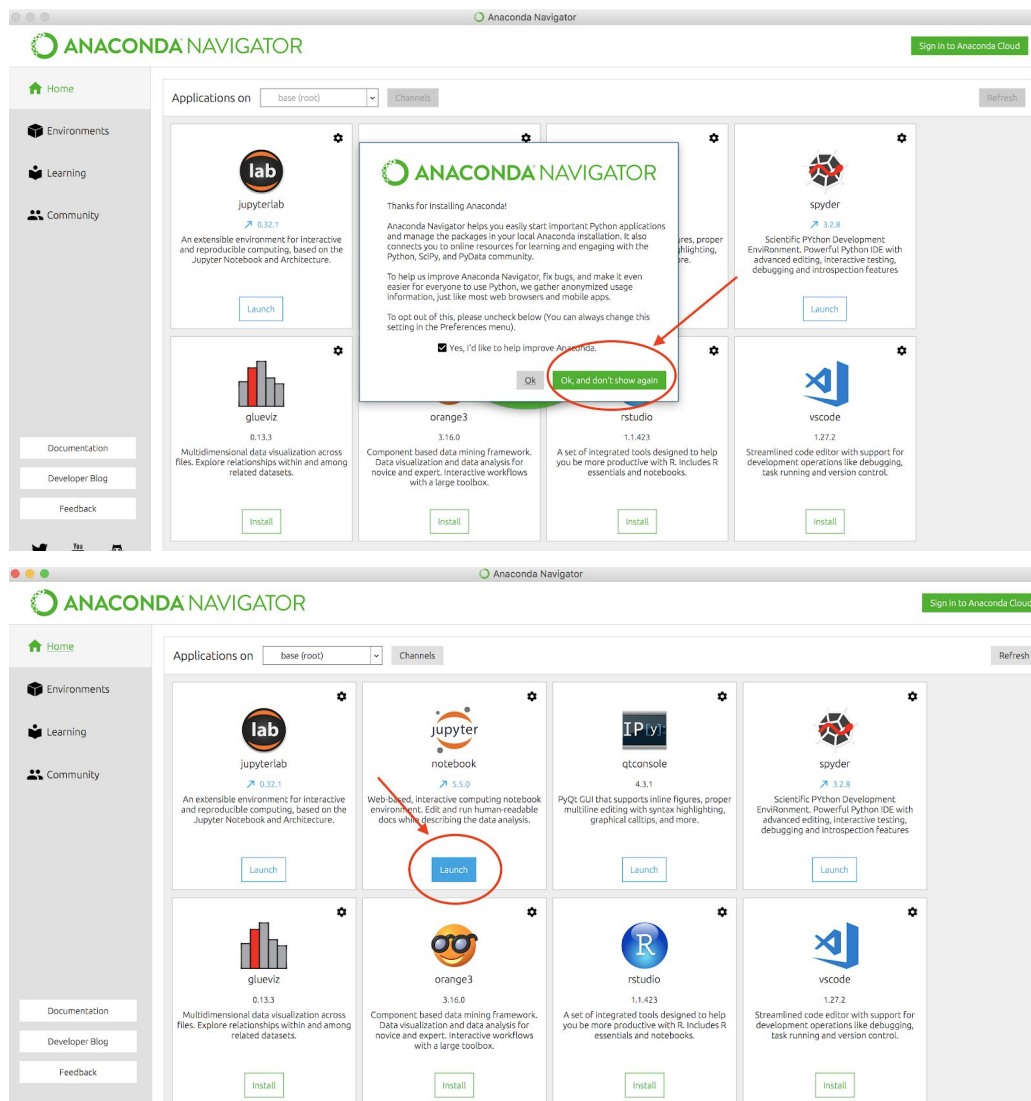 Anaconda Navigator
ANACONDA NAVIGATOR
Sign in to Anaconda Cloud
Home
Environments
Learning
Community
Documentation
Developer Blog
Feedback
You
Applications on
base (root)
Channels
Refresh
lab
jupyterlab
0.32.1
An extensible environment for interactive
and reproducible computing, based on the
Jupyter Notebook and Architecture.
Launch
ANACONDA NAVIGATOR
Thanks for installing Anaconda!
Anaconda Navigator helps you easily start important Python applications
and manage the packages in your local Anaconda installation. It also
connects you to online resources for learning and engaging with the
Python, SciPy, and PyData community.
To help us improve Anaconda Navigator, fix bugs, and make it even
easier for everyone to use Python, we gather anonymized usage
information, just like most web browsers and mobile apps.
To opt out of this, please uncheck below (You can always change this
setting in the Preferences menu).
Yes, I'd like to help improve Anaconda.
Ok
Ok, and don't show again
proper
spyder
3.2.8
Scientific PYthon Development
EnviRonment. Powerful Python IDE with
advanced editing, interactive testing,
debugging and introspection features
Launch
glueviz
0.13.3
Multidimensional data visualization across
files. Explore relationships within and among
related datasets.
Install
orange3
3.16.0
Component based data mining framework.
Data visualization and data analysis for
novice and expert. Interactive workflows
with a large toolbox.
Install
rstudio
1.1.423
A set of integrated tools designed to help
you be more productive with R. Includes R
essentials and notebooks.
Install
vscode
1.27.2
Streamlined code editor with support for
development operations like debugging,
task running and version control.
Install
Anaconda Navigator
ANACONDA NAVIGATOR
Sign in to Anaconda Cloud
Home
Environments
Learning
Community
Documentation
Developer Blog
Feedback
Applications on
base (root)
Channels
Refresh
lab
jupyterlab
0.32.1
An extensible environment for interactive
and reproducible computing, based on the
Jupyter Notebook and Architecture.
Launch
jupyter
notebook
5.5.0
Web-based, interactive computing notebook
environment. Edit and run human-readable
docs while describing the data analysis.
Launch
IP[y]:
qtconsole
4.3.1
PyQt GUI that supports inline figures, proper
multiline editing with syntax highlighting,
graphical calltips, and more.
Launch
spyder
3.2.8
Scientific PYthon Development
EnviRonment. Powerful Python IDE with
advanced editing, interactive testing,
debugging and introspection features
Launch
glueviz
0.13.3
Multidimensional data visualization across
files. Explore relationships within and among
related datasets.
Install
orange3
3.16.0
Component based data mining framework.
Data visualization and data analysis for
novice and expert. Interactive workflows
with a large toolbox.
Install
R
rstudio
1.1.423
A set of integrated tools designed to help
you be more productive with R. Includes R
essentials and notebooks.
Install
vscode
1.27.2
Streamlined code editor with support for
development operations like debugging,
task running and version control.
Install